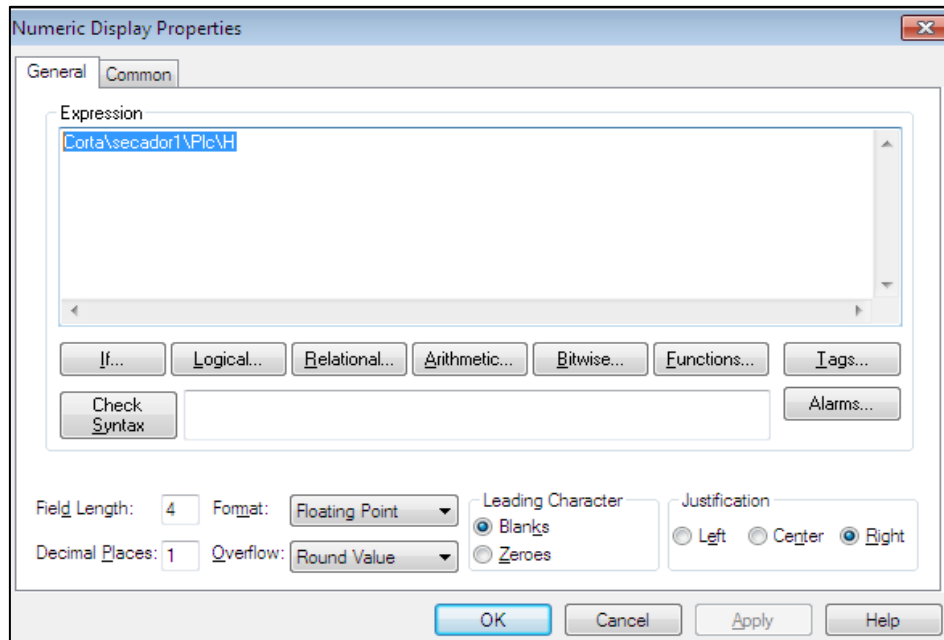 Numeric Display Properties
General Common
Expression
Corta\secador1\Plc\H
If... Logical... Relational... Arithmetic... Bitwise... Functions... Tags...
Check Syntax
Alarms...
Field Length: 4 Format: Floating Point
Decimal Places: 1 Overflow: Round Value
Leading Character
Blanks
Zeroes
Justification
Left Center Right
OK Cancel Apply Help